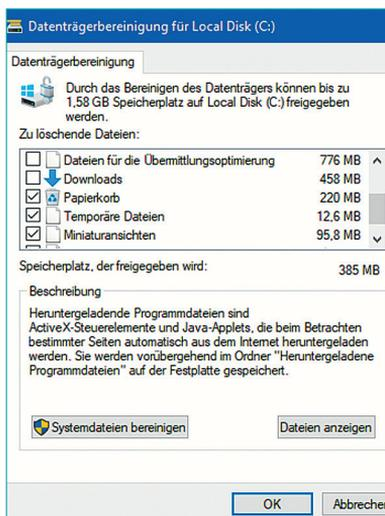 Datenträgerbereinigung für Local Disk (C:)
Datenträgerbereinigung
Durch das Bereinigen des Datenträgers können bis zu
1,58 GB Speicherplatz auf Local Disk (C:) freigegeben
werden.
Zu löschende Dateien:
Dateien für die Übermittlungsoptimierung 776 MB
Downloads 458 MB
Papierkorb 220 MB
Temporäre Dateien 12,6 MB
Miniaturansichten 95,8 MB
Speicherplatz, der freigegeben wird: 385 MB
Beschreibung
Heruntergeladende Programmdateien sind
ActiveX-Steuerelemente und Java-Applets, die beim Betrachten
bestimmter Seiten automatisch aus dem Internet heruntergeladen
werden. Sie werden vorübergehend im Ordner "Heruntergeladene
Programmdateien" auf der Festplatte gespeichert.
Systemdateien bereinigen Dateien anzeigen
OK Abbrechen